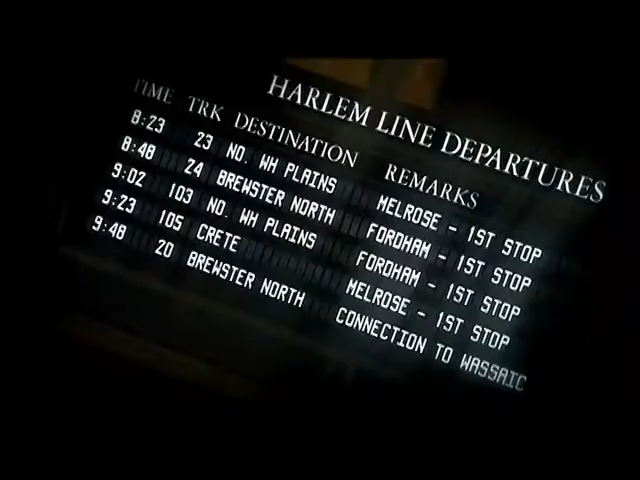 HARLEM LINE DEPARTURES
TIME TRK DESTINATION REMARKS
8:23 23 NO. WH PLAINS MELROSE - 1ST STOP
8:48 24 BREWSTER NORTH FORDHAM - 1ST STOP
9:02 103 NO. WH PLAINS FORDHAM - 1ST STOP
9:23 105 CRETE MELROSE - 1ST STOP
9:48 20 BREWSTER NORTH CONNECTION TO WASSAIC